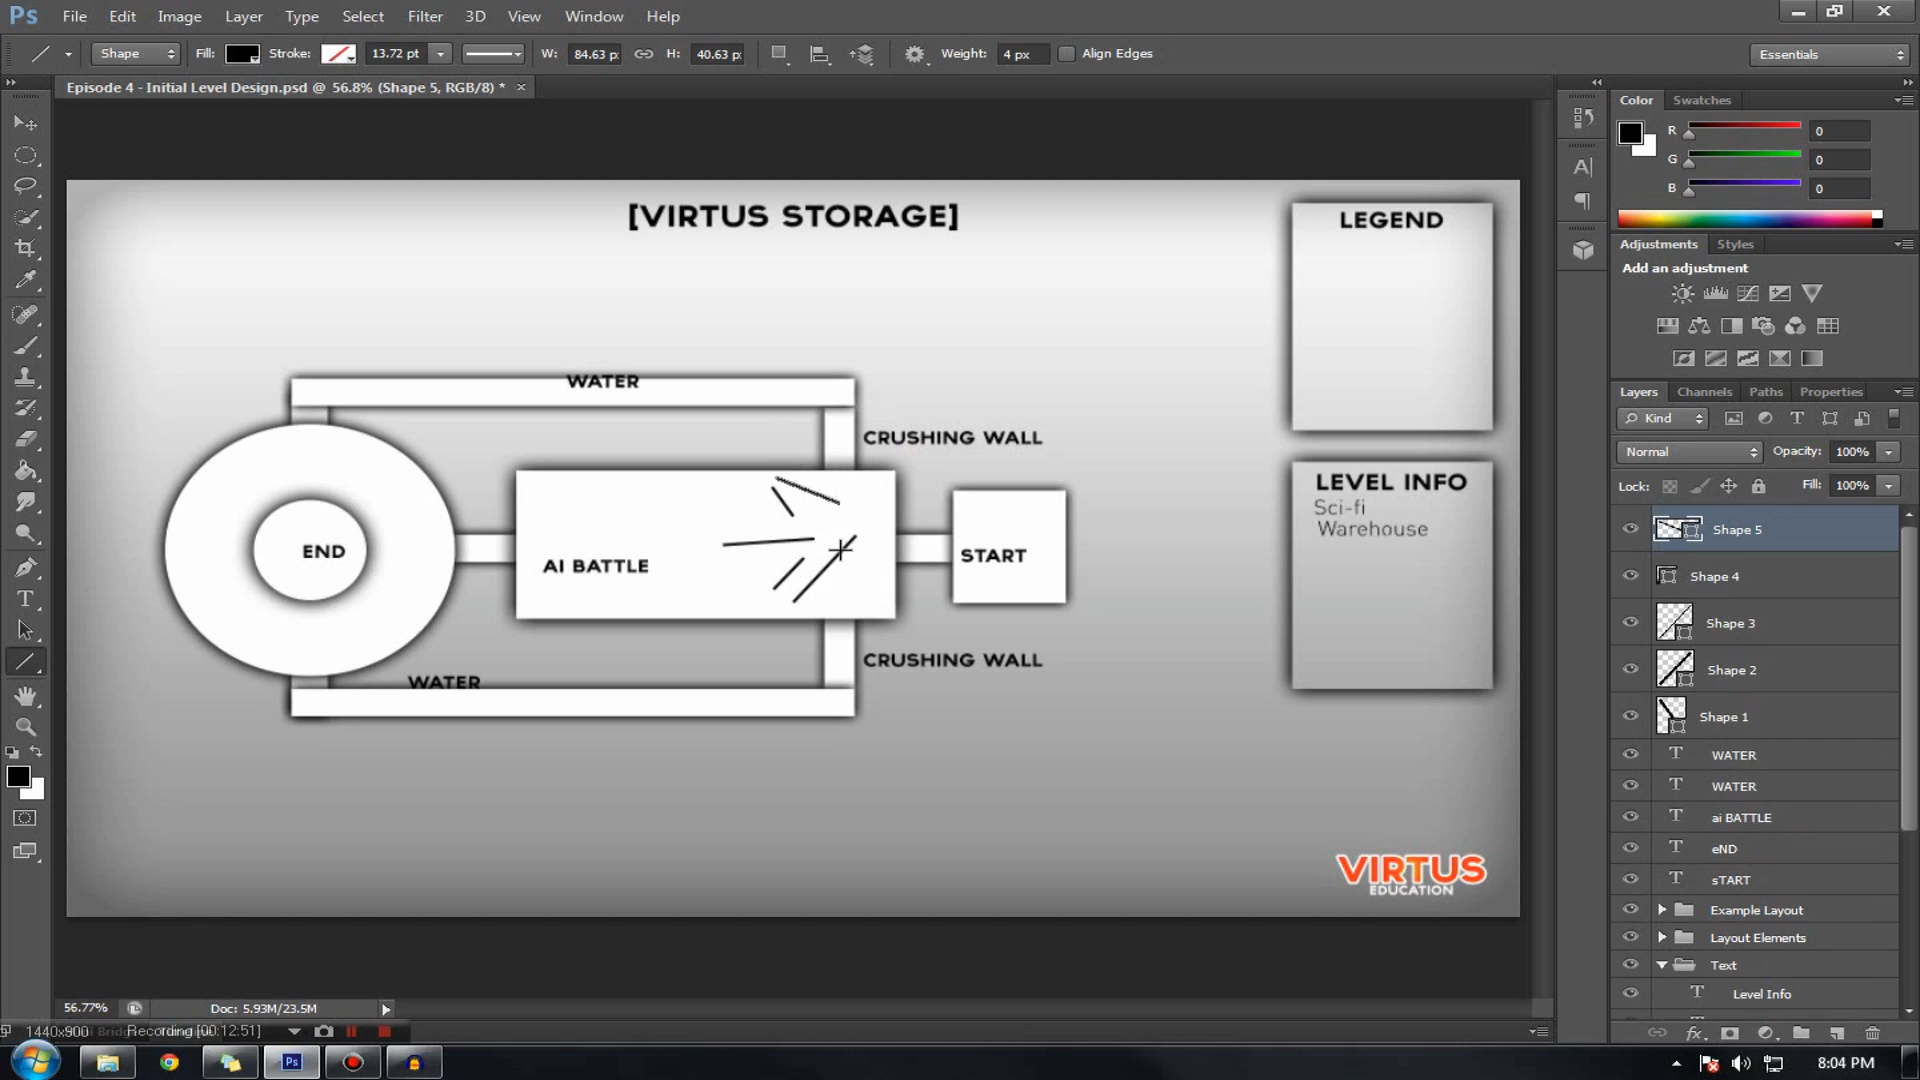 Ps File Edit Image Layer Type Select Filter 3D View Window Help
Shape Fill: Stroke: 13.72 pt W: 84.63 p: H: 40.63 p: Weight: 4 px Align Edges Essentials
Episode 4 - Initial Level Design.psd @ 56.8% (Shape 5, RGB/8) *
Color Swatches
R 0
G 0
B 0
Adjustments Styles
Add an adjustment
Layers Channels Paths Properties
Kind
Normal Opacity: 100%
Lock: Fill: 100%
Shape 5
Shape 4
Shape 3
Shape 2
Shape 1
WATER
WATER
ai BATTLE
eND
sTART
Example Layout
Layout Elements
Text
Level Info
[VIRTUS STORAGE]
LEGEND
WATER
CRUSHING WALL
LEVEL INFO
Sci-fi
Warehouse
END
AI BATTLE
START
CRUSHING WALL
WATER
VIRTUS
EDUCATION
56.77% Doc: 5.93M/23.5M
1440x900 Recording [00:12:51]
8:04 PM